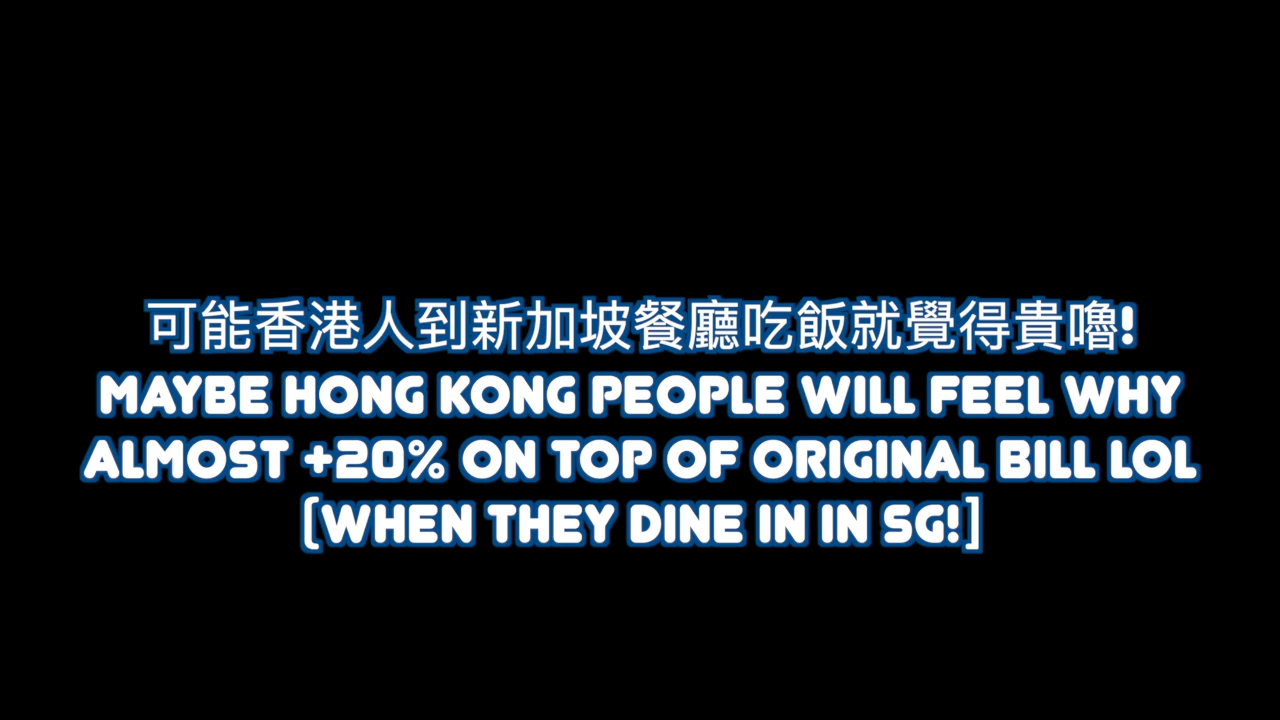 可能香港人到新加坡餐廳吃飯就覺得貴嚕!
MAYBE HONG KONG PEOPLE WILL FEEL WHY
ALMOST +20% ON TOP OF ORIGINAL BILL LOL
[WHEN THEY DINE IN IN SG!]